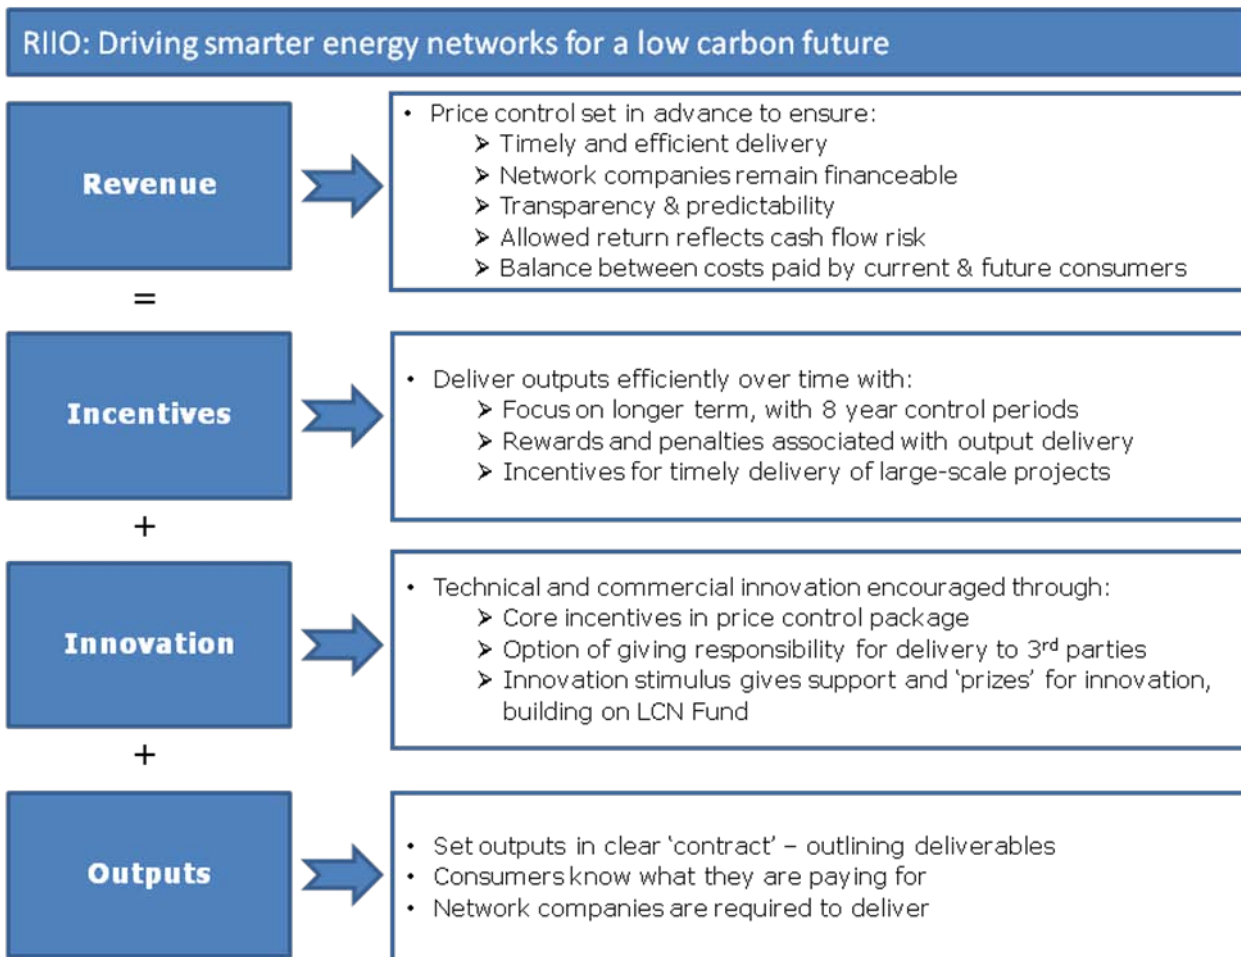 RIIO: Driving smarter energy networks for a low carbon future
Revenue
• Price control set in advance to ensure:
➢ Timely and efficient delivery
➢ Network companies remain financeable
➢ Transparency & predictability
➢ Allowed return reflects cash flow risk
➢ Balance between costs paid by current & future consumers
=
Incentives
• Deliver outputs efficiently over time with:
➢ Focus on longer term, with 8 year control periods
➢ Rewards and penalties associated with output delivery
➢ Incentives for timely delivery of large-scale projects
+
Innovation
• Technical and commercial innovation encouraged through:
➢ Core incentives in price control package
➢ Option of giving responsibility for delivery to 3rd parties
➢ Innovation stimulus gives support and ‘prizes’ for innovation,
building on LCN Fund
+
Outputs
• Set outputs in clear ‘contract’ – outlining deliverables
• Consumers know what they are paying for
• Network companies are required to deliver